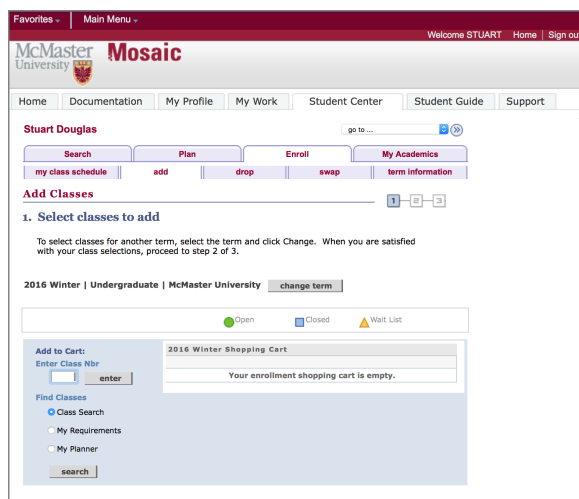 Favorites Main Menu
Welcome STUART Home Sign out
McMaster
University
Mosaic
Home Documentation My Profile My Work Student Center Student Guide Support
Stuart Douglas
go to ...
Search Plan Enroll My Academics
my class schedule add drop swap term information
Add Classes
1 2 3
1. Select classes to add
To select classes for another term, select the term and click Change. When you are satisfied
with your class selections, proceed to step 2 of 3.
2016 Winter | Undergraduate | McMaster University change term
Open Closed Wait List
Add to Cart:
Enter Class Nbr
enter
2016 Winter Shopping Cart
Your enrollment shopping cart is empty.
Find Classes
Class Search
My Requirements
My Planner
search